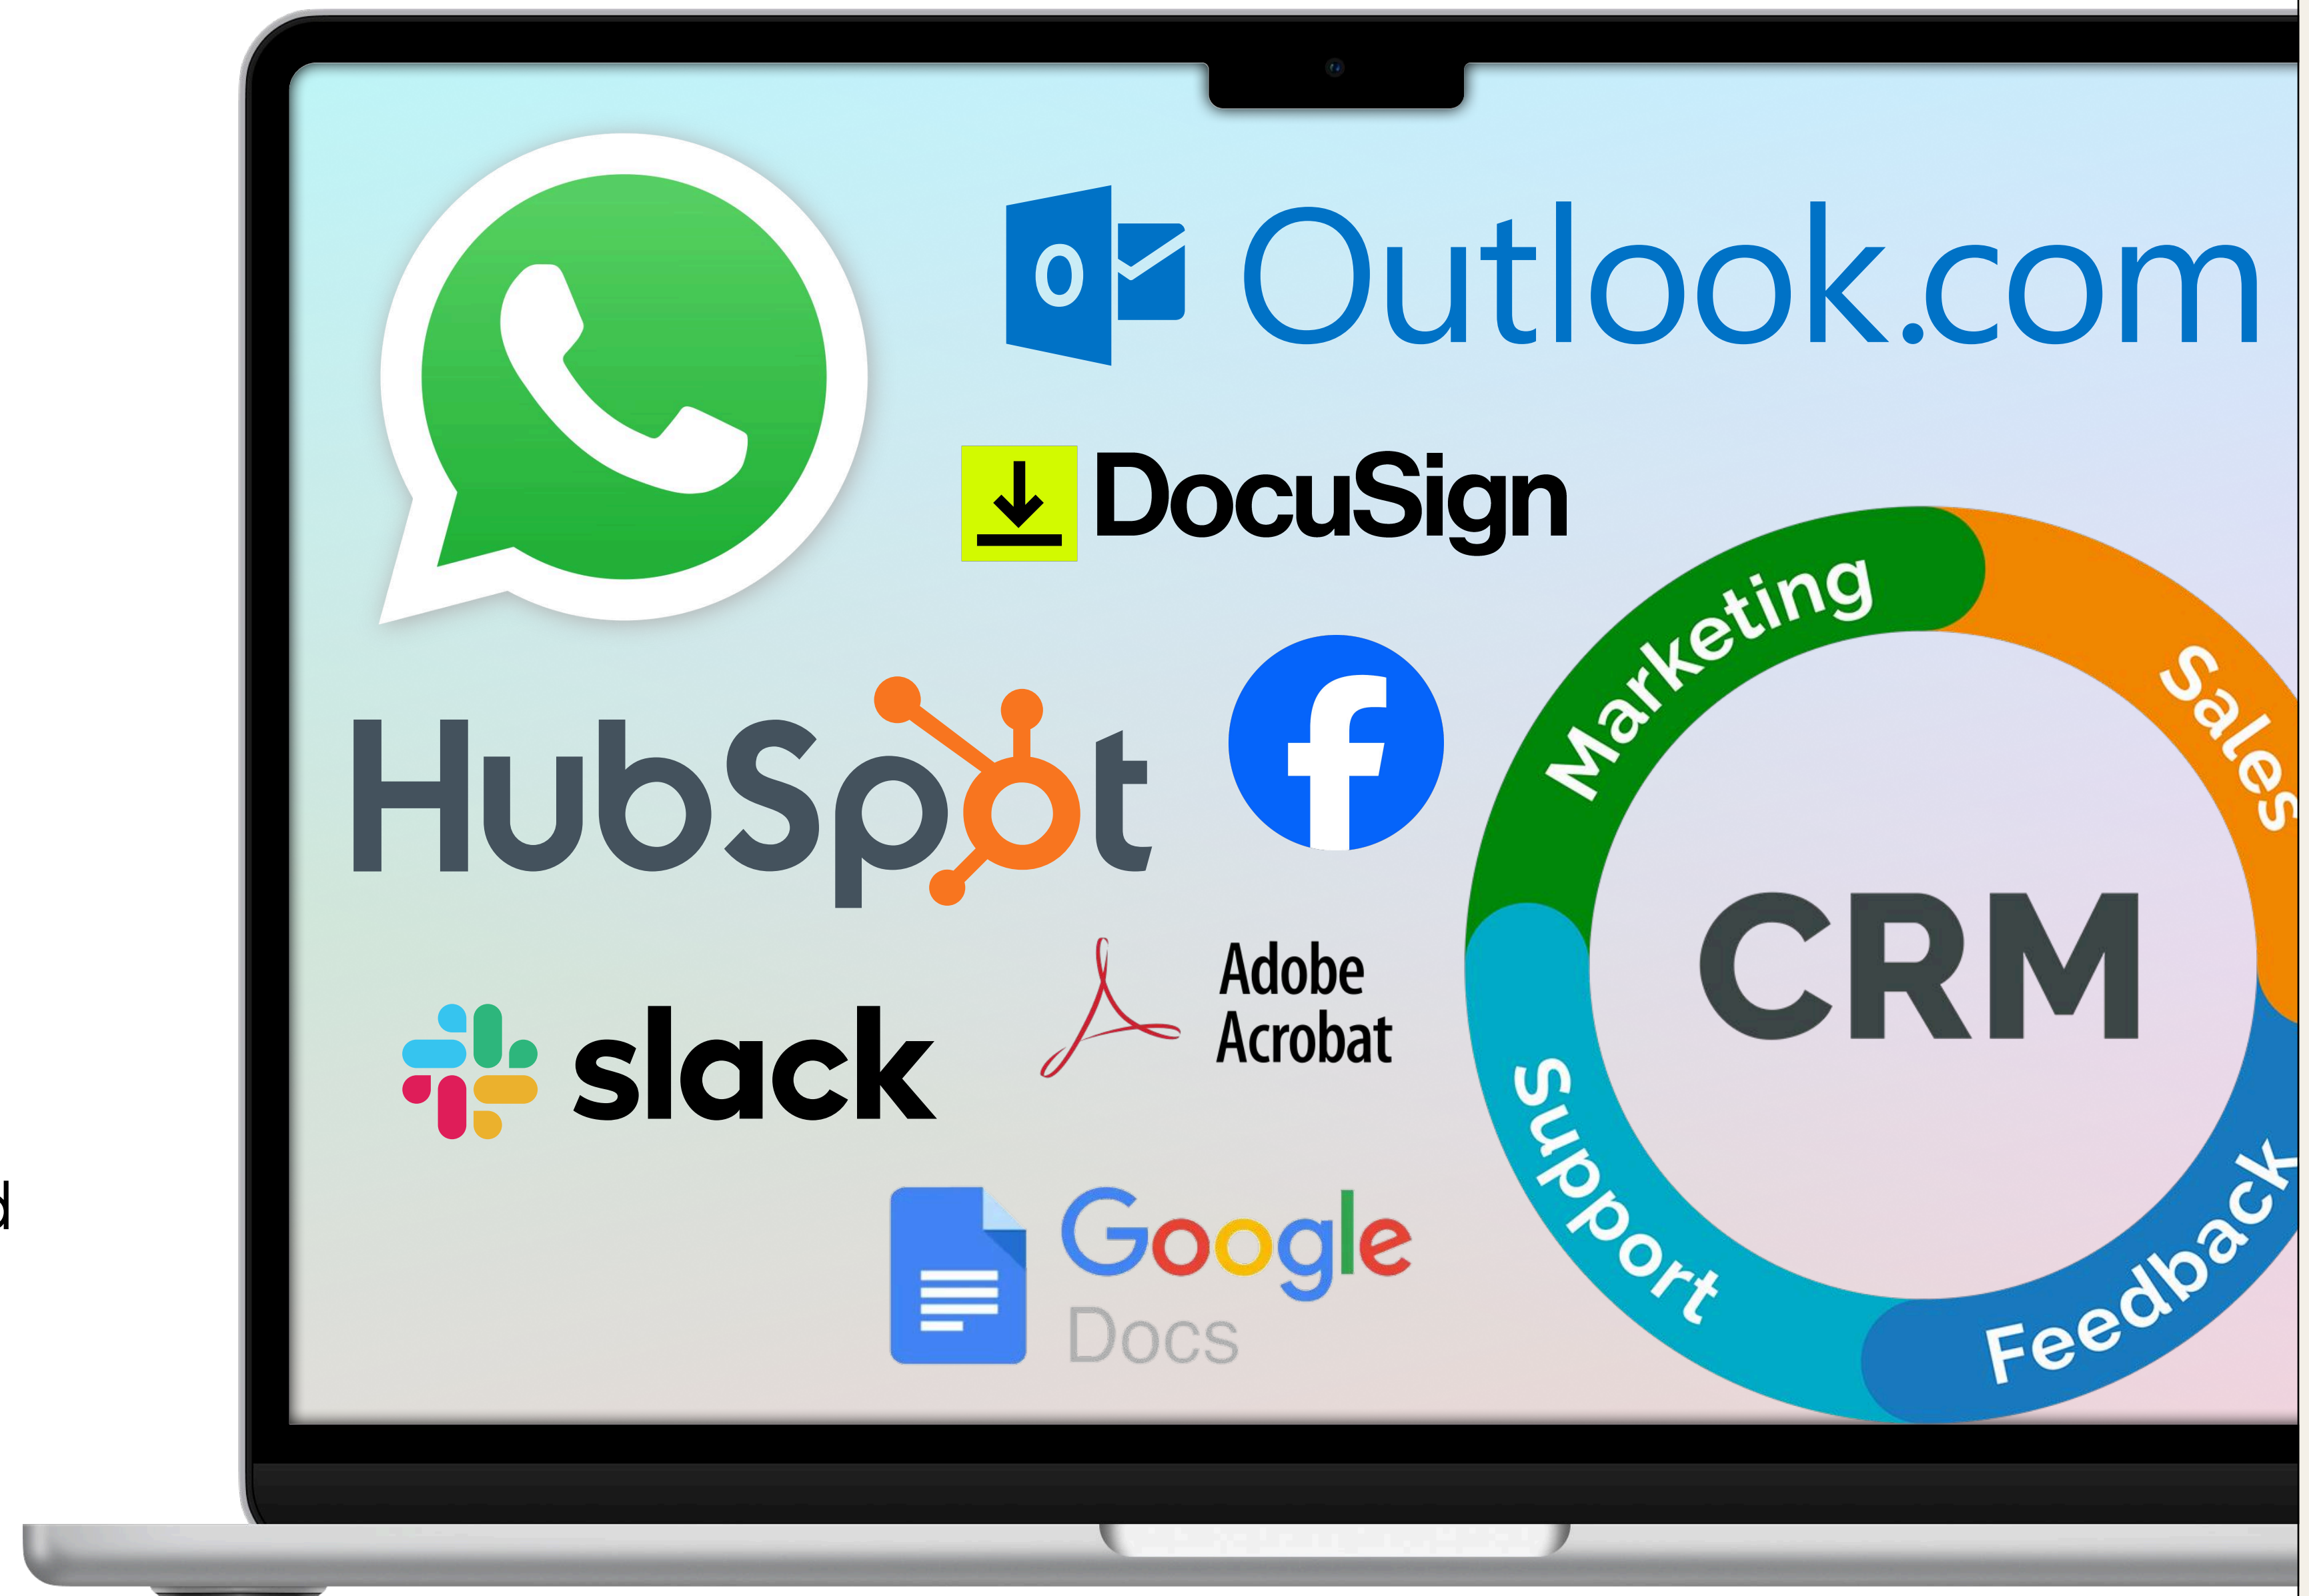 Outlook.com
DocuSign
Marketing
Sales
HubSpot
CRM
Adobe
Acrobat
slack
Support
Feedback
Google
Docs
d